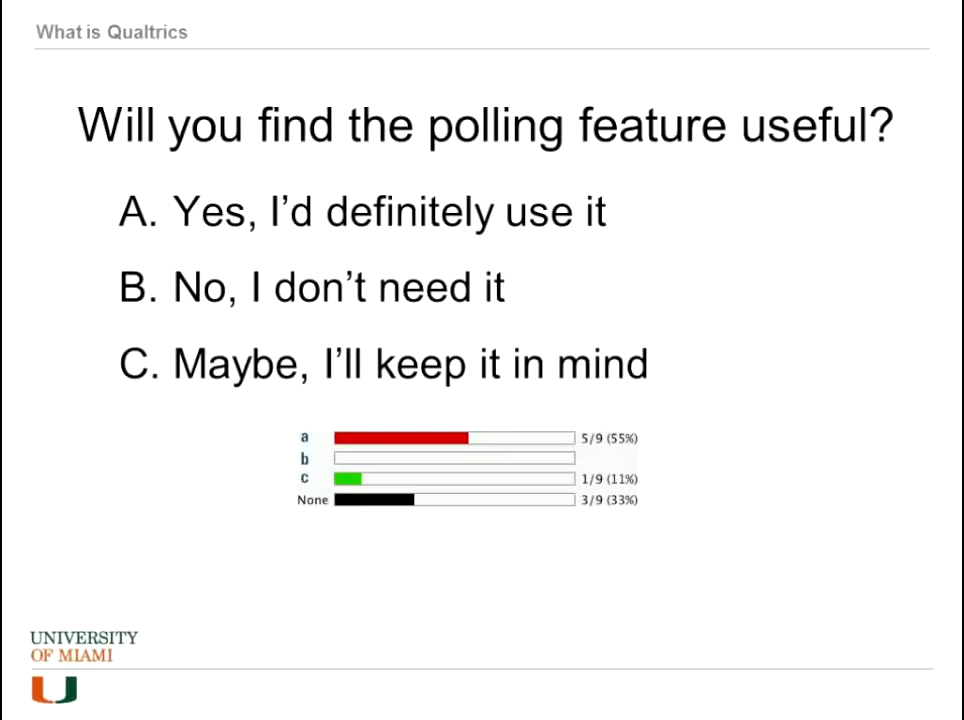 What is Qualtrics
Will you find the polling feature useful?
A. Yes, I’d definitely use it
B. No, I don’t need it
C. Maybe, I’ll keep it in mind
a 5/9 (55%)
b
c 1/9 (11%)
None 3/9 (33%)
UNIVERSITY
OF MIAMI
U